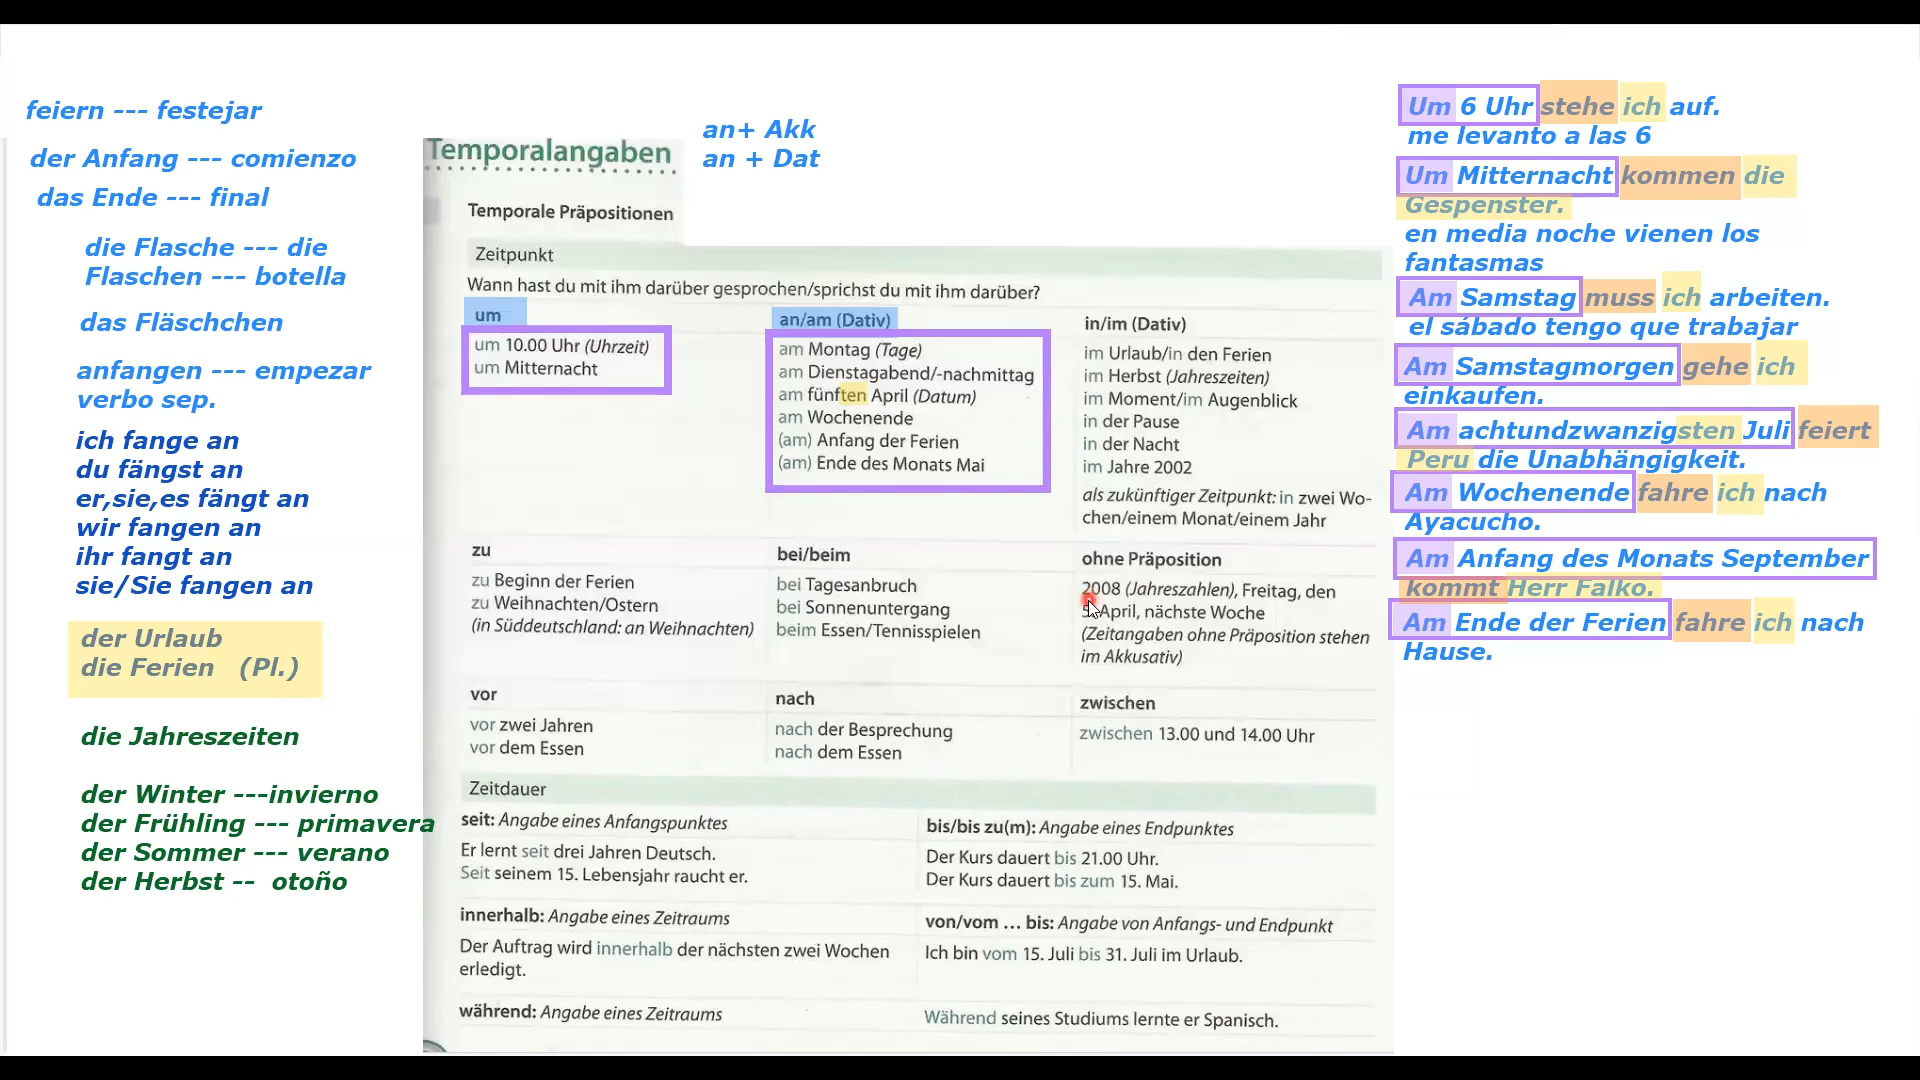 feiern --- festejar
der Anfang --- comienzo
das Ende --- final
die Flasche --- die
Flaschen --- botella
das Fläschchen
anfangen --- empezar
verbo sep.
ich fange an
du fängst an
er,sie,es fängt an
wir fangen an
ihr fangt an
sie/Sie fangen an
der Urlaub
die Ferien (Pl.)
die Jahreszeiten
der Winter ---invierno
der Frühling --- primavera
der Sommer --- verano
der Herbst -- otoño
an+ Akk
an + Dat
Temporalangaben
Temporale Präpositionen
Zeitpunkt
Wann hast du mit ihm darüber gesprochen/sprichst du mit ihm darüber?
um
um 10.00 Uhr (Uhrzeit)
um Mitternacht
an/am (Dativ)
am Montag (Tage)
am Dienstagabend/-nachmittag
am fünften April (Datum)
am Wochenende
(am) Anfang der Ferien
(am) Ende des Monats Mai
in/im (Dativ)
im Urlaub/in den Ferien
im Herbst (Jahreszeiten)
im Moment/im Augenblick
in der Pause
in der Nacht
im Jahre 2002
als zukünftiger Zeitpunkt: in zwei Wo-
chen/einem Monat/einem Jahr
zu
zu Beginn der Ferien
zu Weihnachten/Ostern
(in Süddeutschland: an Weihnachten)
bei/beim
bei Tagesanbruch
bei Sonnenuntergang
beim Essen/Tennisspielen
ohne Präposition
2008 (Jahreszahlen), Freitag, den
5. April, nächste Woche
(Zeitangaben ohne Präposition stehen
im Akkusativ)
vor
vor zwei Jahren
vor dem Essen
nach
nach der Besprechung
nach dem Essen
zwischen
zwischen 13.00 und 14.00 Uhr
Zeitdauer
seit: Angabe eines Anfangspunktes
Er lernt seit drei Jahren Deutsch.
Seit seinem 15. Lebensjahr raucht er.
bis/bis zu(m): Angabe eines Endpunktes
Der Kurs dauert bis 21.00 Uhr.
Der Kurs dauert bis zum 15. Mai.
innerhalb: Angabe eines Zeitraums
Der Auftrag wird innerhalb der nächsten zwei Wochen
erledigt.
von/vom ... bis: Angabe von Anfangs- und Endpunkt
Ich bin vom 15. Juli bis 31. Juli im Urlaub.
während: Angabe eines Zeitraums
Während seines Studiums lernte er Spanisch.
Um 6 Uhr stehe ich auf.
me levanto a las 6
Um Mitternacht kommen die
Gespenster.
en media noche vienen los
fantasmas
Am Samstag muss ich arbeiten.
el sábado tengo que trabajar
Am Samstagmorgen gehe ich
einkaufen.
Am achtundzwanzigsten Juli feiert
Peru die Unabhängigkeit.
Am Wochenende fahre ich nach
Ayacucho.
Am Anfang des Monats September
kommt Herr Falko.
Am Ende der Ferien fahre ich nach
Hause.